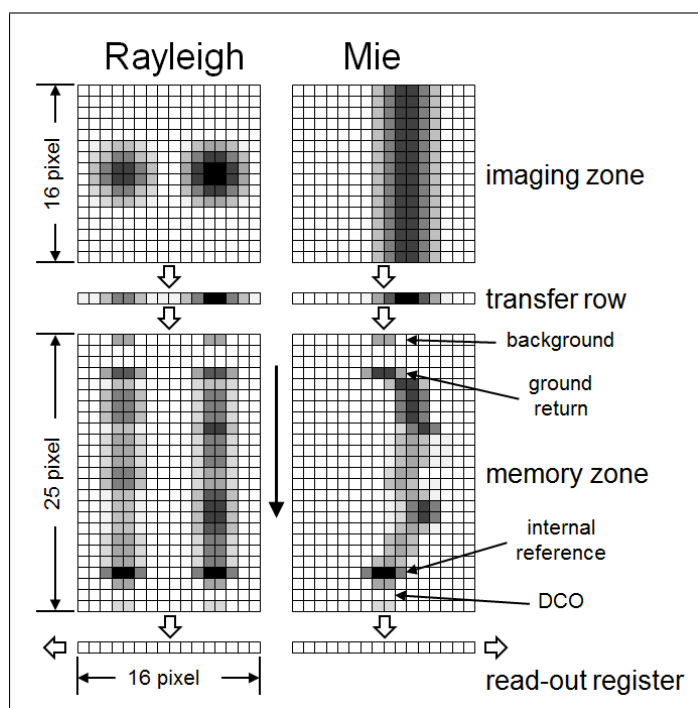 Rayleigh
Mie
16 pixel
imaging zone
transfer row
background
ground
return
25 pixel
memory zone
internal
reference
DCO
16 pixel
read-out register